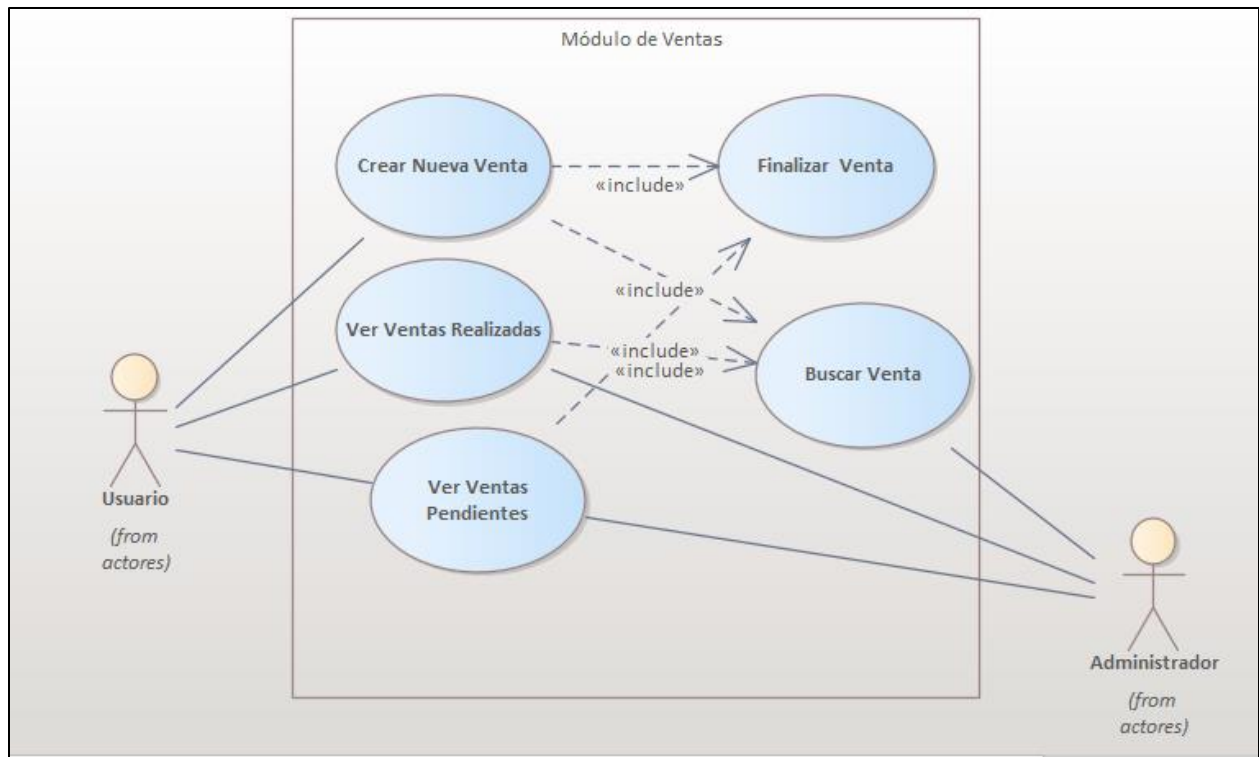 Módulo de Ventas
Crear Nueva Venta
«include»
Finalizar Venta
«include»
Ver Ventas Realizadas
«include»
«include»
Buscar Venta
Ver Ventas
Pendientes
Usuario
(from
actores)
Administrador
(from
actores)